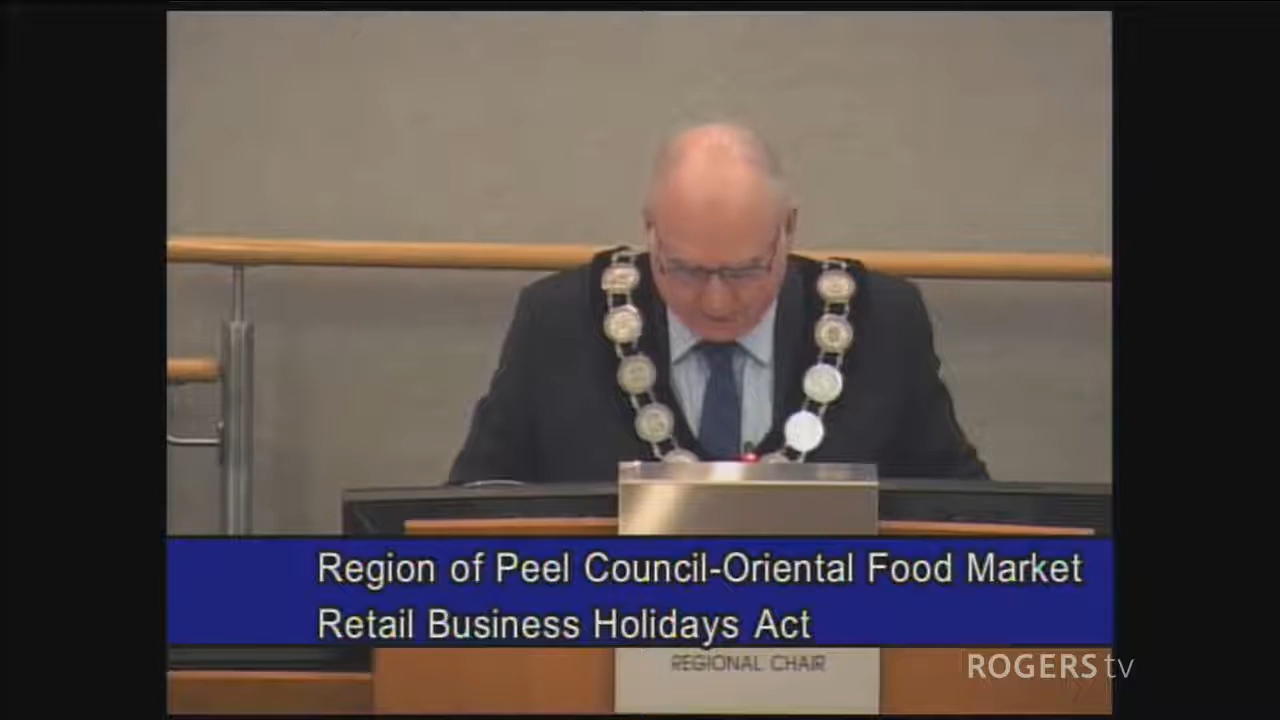 Region of Peel Council-Oriental Food Market
Retail Business Holidays Act
REGIONAL CHAIR
ROGERS tv